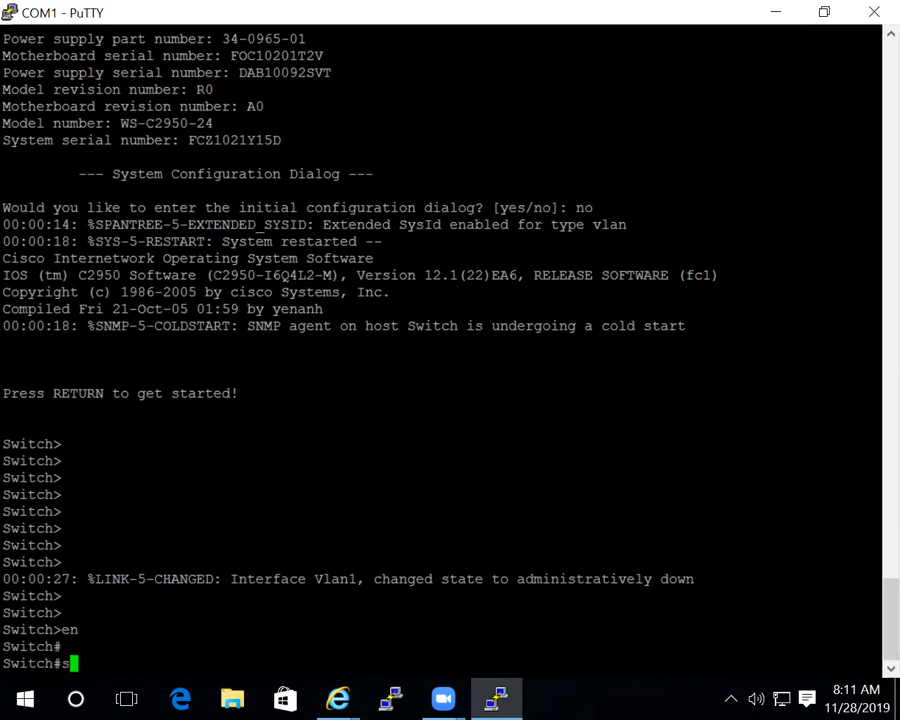 COM1 - PuTTY
Power supply part number: 34-0965-01
Motherboard serial number: FOC10201T2V
Power supply serial number: DAB10092SVT
Model revision number: R0
Motherboard revision number: A0
Model number: WS-C2950-24
System serial number: FCZ1021Y15D
--- System Configuration Dialog ---
Would you like to enter the initial configuration dialog? [yes/no]: no
00:00:14: %SPANTREE-5-EXTENDED_SYSID: Extended SysId enabled for type vlan
00:00:18: %SYS-5-RESTART: System restarted --
Cisco Internetwork Operating System Software
IOS (tm) C2950 Software (C2950-I6Q4L2-M), Version 12.1(22)EA6, RELEASE SOFTWARE (fc1)
Copyright (c) 1986-2005 by cisco Systems, Inc.
Compiled Fri 21-Oct-05 01:59 by yenanh
00:00:18: %SNMP-5-COLDSTART: SNMP agent on host Switch is undergoing a cold start
Press RETURN to get started!
Switch>
Switch>
Switch>
Switch>
Switch>
Switch>
Switch>
Switch>
00:00:27: %LINK-5-CHANGED: Interface Vlan1, changed state to administratively down
Switch>
Switch>
Switch>en
Switch#
Switch#s
8:11 AM
11/28/2019